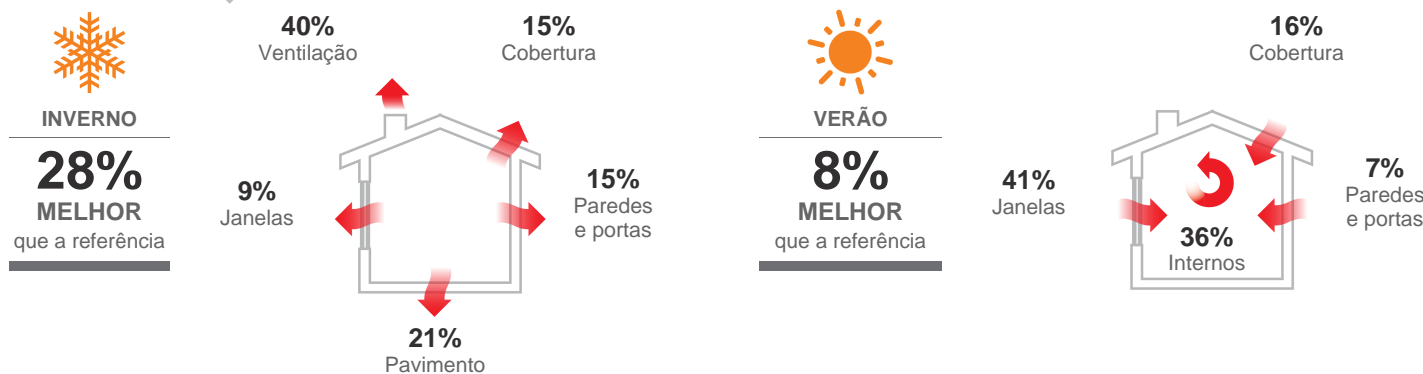 INVERNO
28%
MELHOR
que a referência
40%
Ventilação
15%
Cobertura
9%
Janelas
15%
Paredes
e portas
21%
Pavimento
VERÃO
8%
MELHOR
que a referência
16%
Cobertura
41%
Janelas
7%
Paredes
e portas
36%
Internos